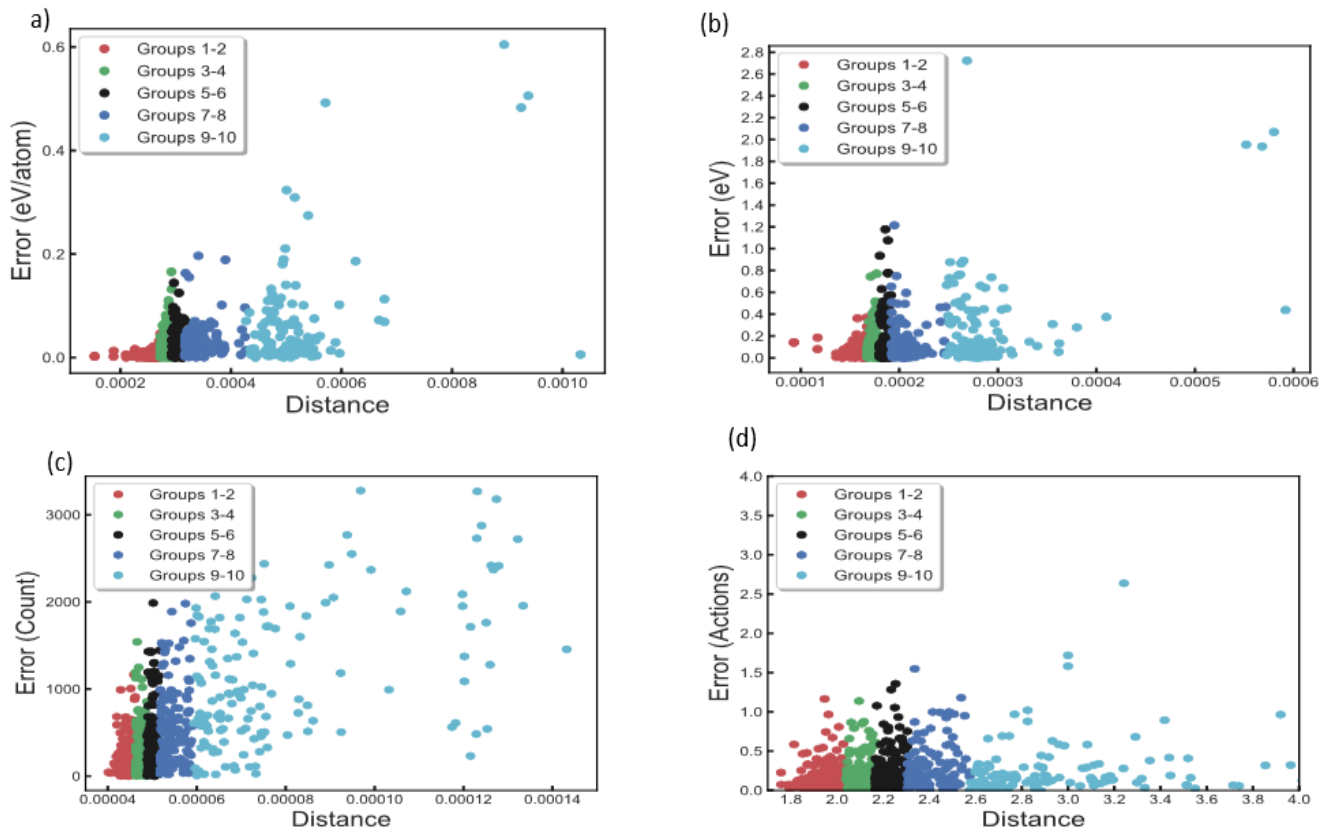 a)
Groups 1-2
Groups 3-4
Groups 5-6
Groups 7-8
Groups 9-10
0.6
0.4
0.2
0.0
Error (eV/atom)
0.0002
0.0004
0.0006
0.0008
0.0010
Distance
(b)
Groups 1-2
Groups 3-4
Groups 5-6
Groups 7-8
Groups 9-10
2.8
2.6
2.4
2.2
2.0
1.8
1.6
1.4
1.2
1.0
0.8
0.6
0.4
0.2
0.0
Error (eV)
0.0001
0.0002
0.0003
0.0004
0.0005
0.0006
Distance
(c)
Groups 1-2
Groups 3-4
Groups 5-6
Groups 7-8
Groups 9-10
3000
2000
1000
0
Error (Count)
0.00004
0.00006
0.00008
0.00010
0.00012
0.00014
Distance
(d)
Groups 1-2
Groups 3-4
Groups 5-6
Groups 7-8
Groups 9-10
4.0
3.5
3.0
2.5
2.0
1.5
1.0
0.5
0.0
Error (Actions)
1.8
2.0
2.2
2.4
2.6
2.8
3.0
3.2
3.4
3.6
3.8
4.0
Distance